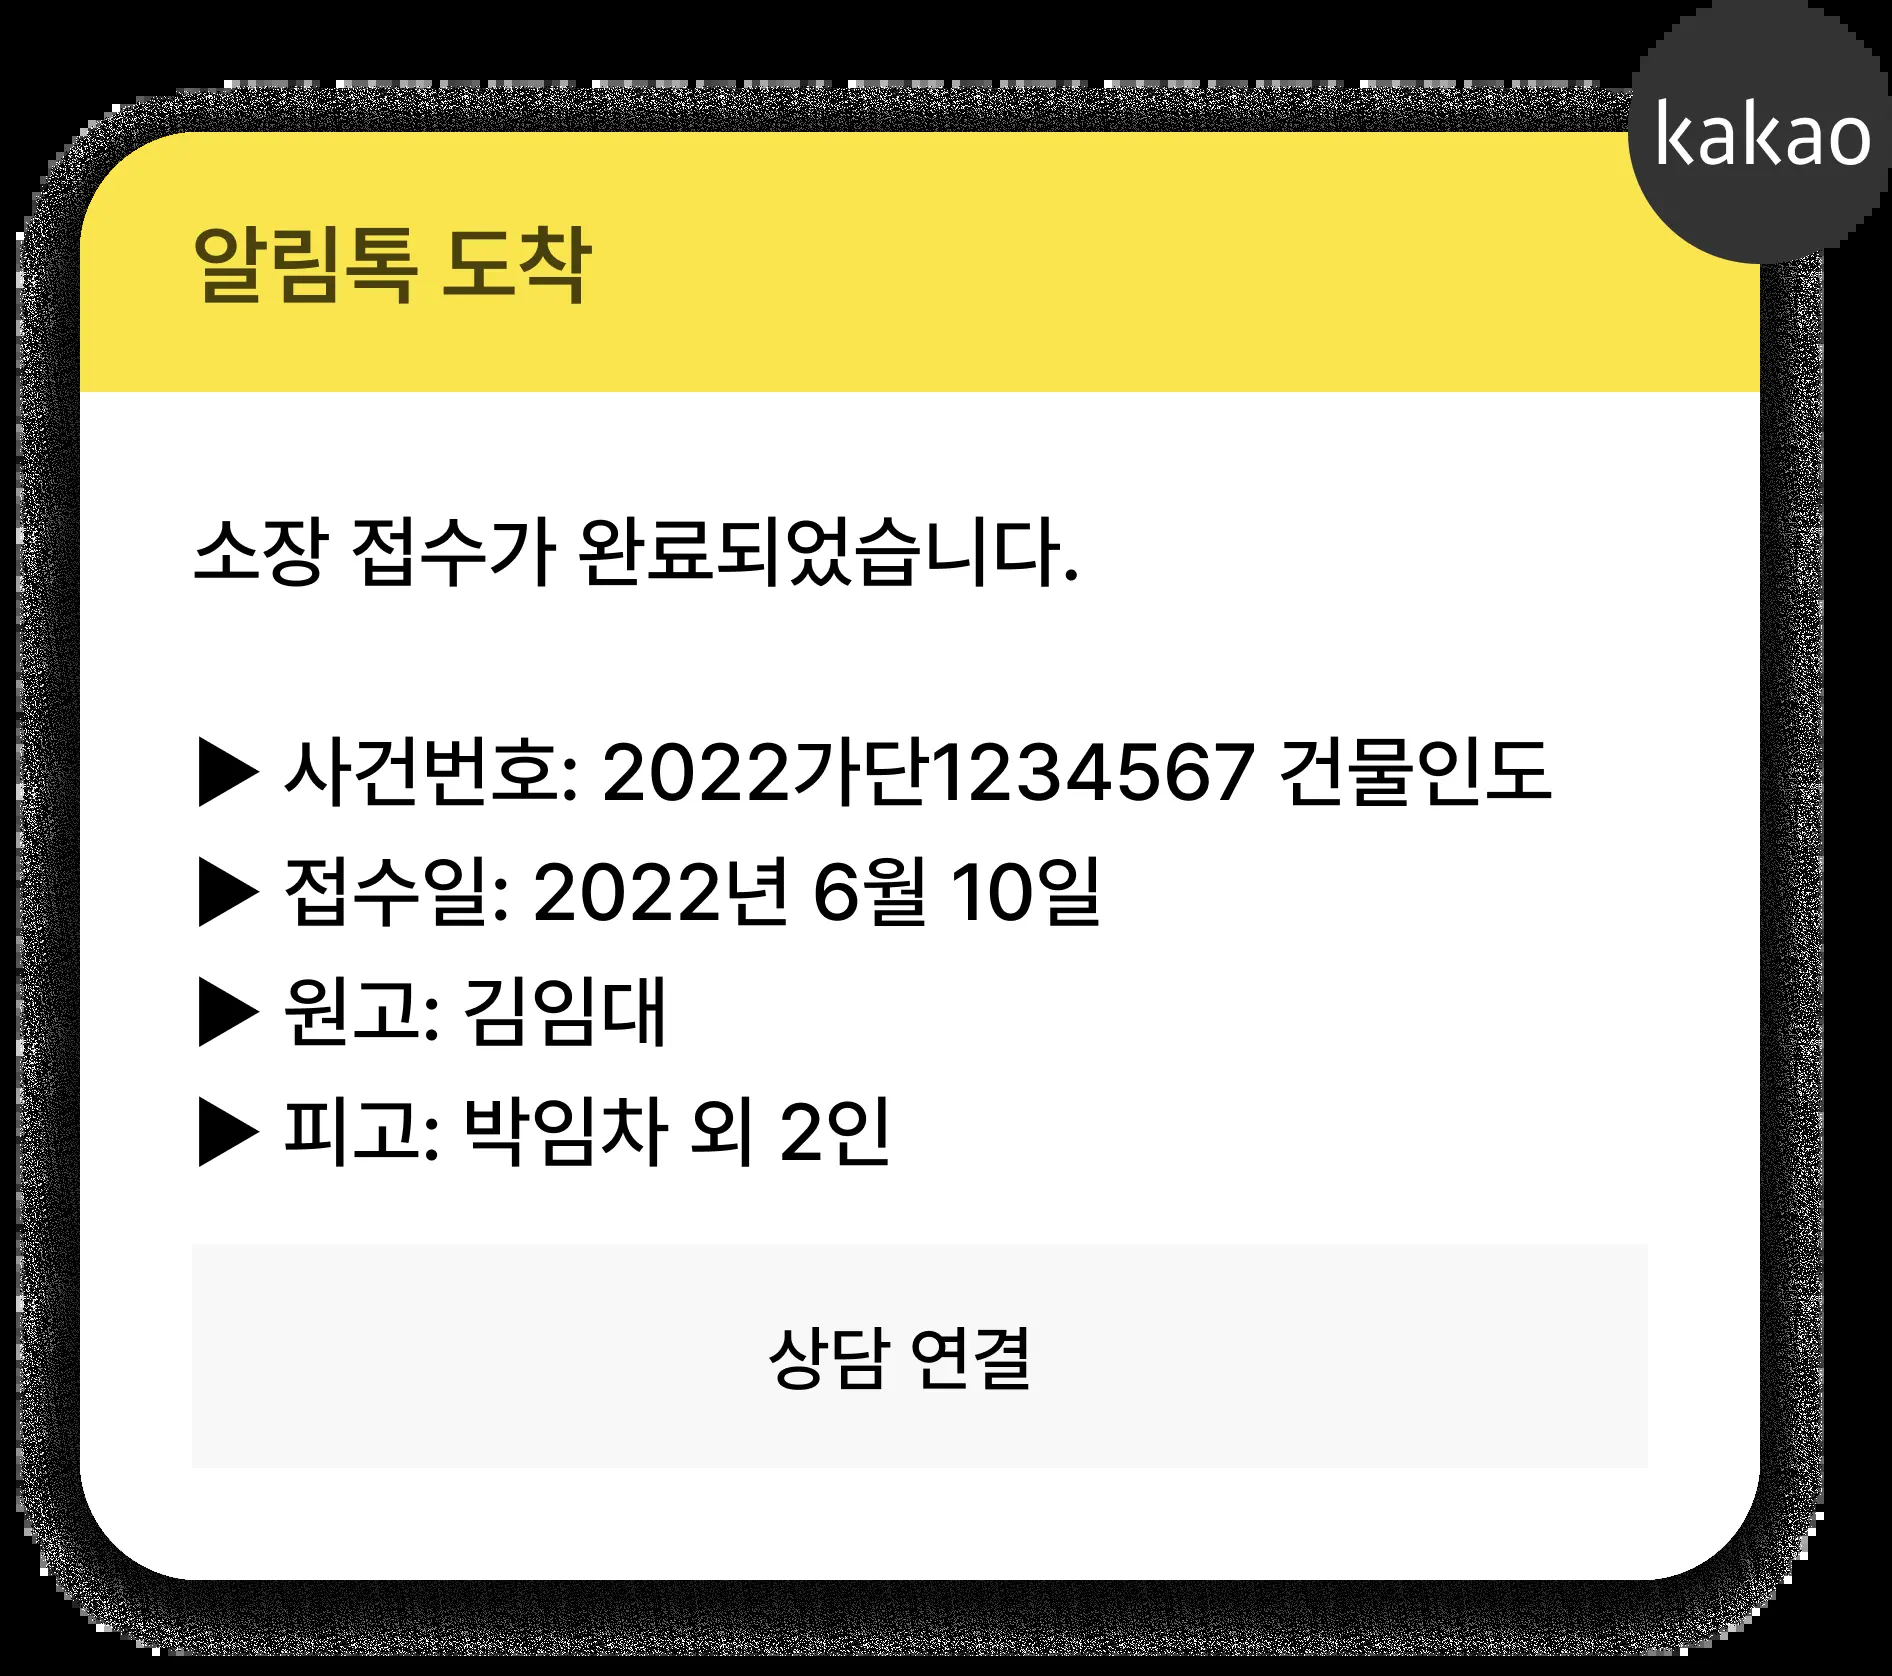 kakao
알림톡 도착
소장 접수가 완료되었습니다.
▶ 사건번호: 2022가단1234567 건물인도
▶ 접수일: 2022년 6월 10일
▶ 원고: 김임대
▶ 피고: 박임차 외 2인
상담 연결